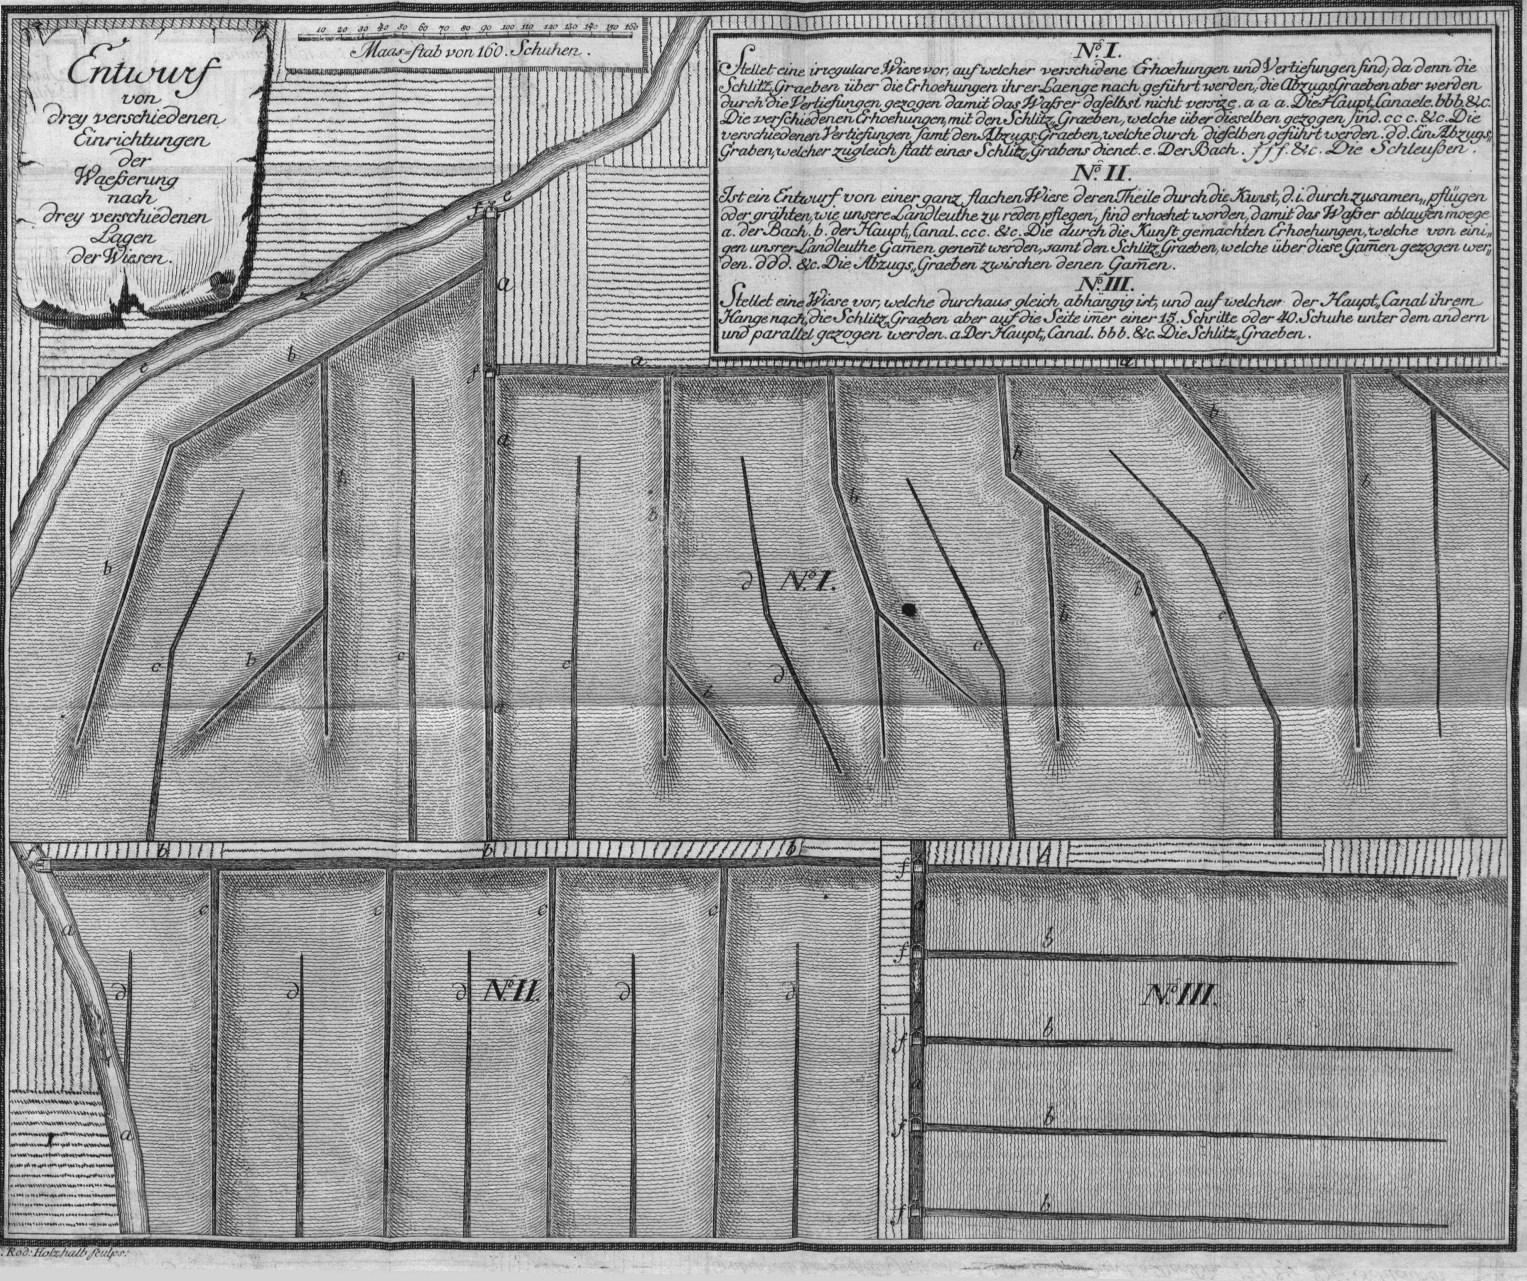 Entwurf
von
drey verschiedenen
Einrichtungen
der
Waeßerung
nach
drey verschiedenen
Lagen
der Wiesen.
10 20 30 40 50 60 70 80 90 100 110 120 130 140 150 160
Maas=stab von 160. Schuhen.
No. I.
Stellet eine irregulare Wiese vor, auf welcher verschidene Erhoehungen und Vertiefungen sind, da denn die
Schlitz„Graeben über die Erhoehungen ihrer Laenge nach geführt werden, die Abzugs„Graeben aber werden
durch die Vertiefungen gezogen damit das Waßer daselbst nicht versize. a a a. Die Haupt„Canaele. bbb. &c.
Die verschiedenen Erhoehungen, mit den Schlitz„Graeben, welche über dieselben gezogen sind. cc c. &c. Die
verschiedenen Vertiefungen samt den Abzugs„Graeben, welche durch dieselben geführt werden. dd. Ein Abzugs„
Graben, welcher zugleich statt eines Schlitz„Grabens dienet. e. Der Bach. fff. &c. Die Schleußen.
No. II.
Ist ein Entwurf von einer ganz flachen Wiese deren Theile durch die Kunst, d. i. durch zusamen„pflügen
oder grähten, wie unsere Landleuthe zu reden pflegen, sind erhoehet worden, damit das Waßer ablaufen moege
a. der Bach. b. der Haupt„Canal. ccc. &c. Die durch die Kunst gemachten Erhoehungen, welche von eini„
gen unsrer Landleuthe Gam̄en genen̄t werden, samt den Schlitz„Graeben, welche über diese Gam̄en gezogen wer„
den. ddd. &c. Die Abzugs„Graeben zwischen denen Gam̄en.
No. III.
Stellet eine Wiese vor, welche durchaus gleich abhängig ist, und auf welcher der Haupt„Canal ihrem
Hange nach, die Schlitz„Graeben aber auf die Seite im̄er einer 15. Schritte oder 40. Schuhe unter dem andern
und parallel gezogen werden. a. Der Haupt„Canal. bbb. &c. Die Schlitz„Graeben.
f e
a
b
e
f a a
a b b b
b b b
b b
No. I.
d
b c c b c b b c c
d b
a
f b b b
f b
a c c c c a
f b
d d d d d
No. II.
No. III.
f b
a
a
f b
f b
Rod: Holzhalb sculps: